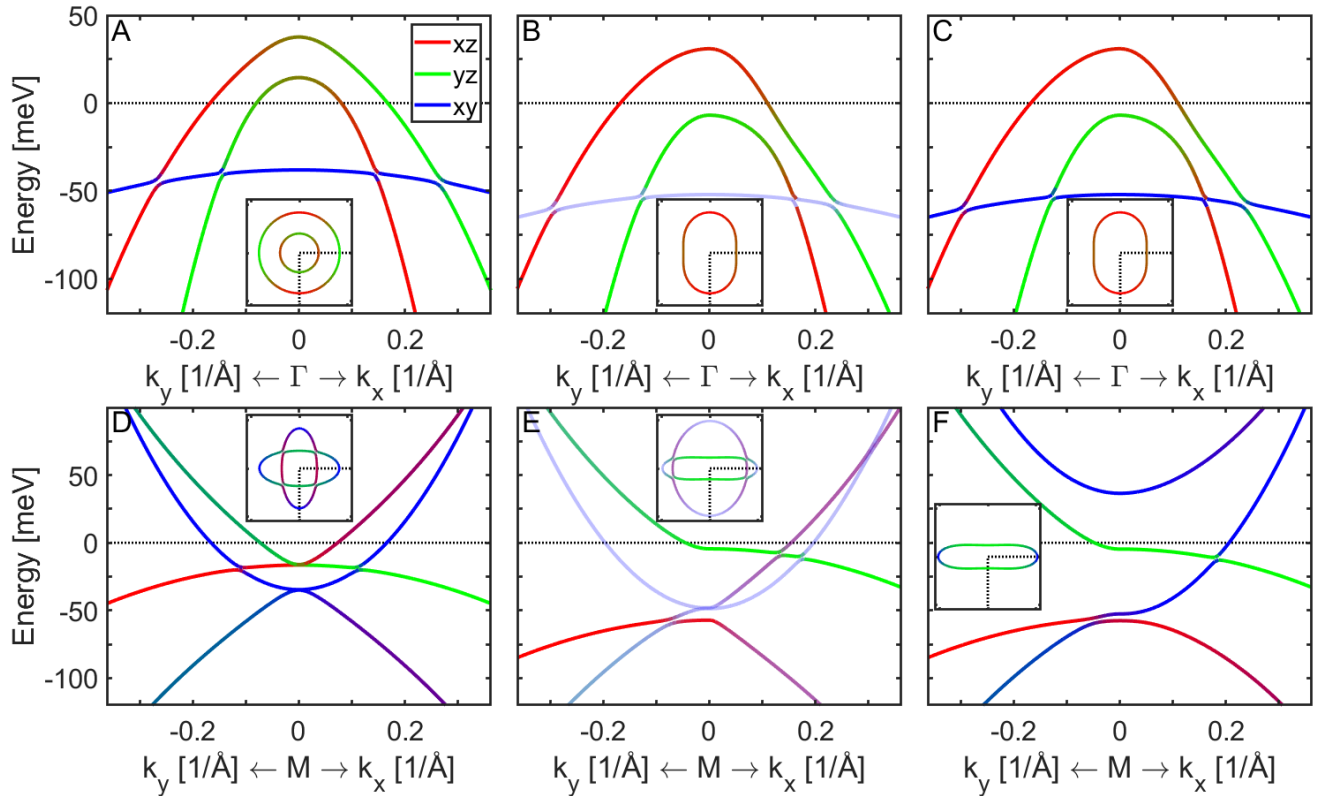 A B C
xz
yz
xy
Energy [meV]
50
0
-50
-100
-0.2 0 0.2
-0.2 0 0.2
-0.2 0 0.2
k_y [1/Å] ← Γ → k_x [1/Å]
k_y [1/Å] ← Γ → k_x [1/Å]
k_y [1/Å] ← Γ → k_x [1/Å]
D E F
Energy [meV]
50
0
-50
-100
-0.2 0 0.2
-0.2 0 0.2
-0.2 0 0.2
k_y [1/Å] ← M → k_x [1/Å]
k_y [1/Å] ← M → k_x [1/Å]
k_y [1/Å] ← M → k_x [1/Å]